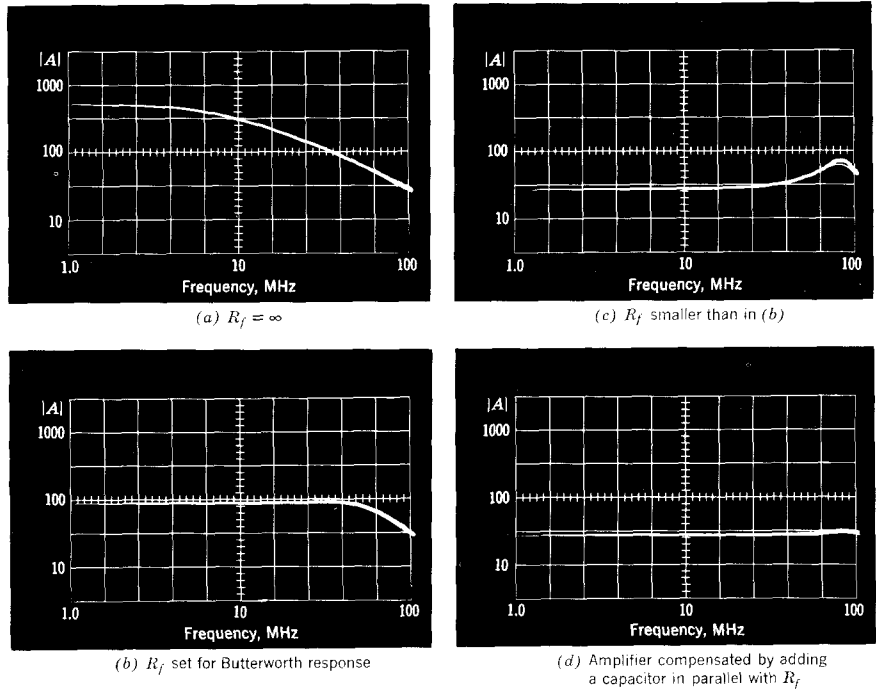 |A|
1000
100
10
1.0 10 100
Frequency, MHz
(a) R_f = ∞
|A|
1000
100
10
1.0 10 100
Frequency, MHz
(c) R_f smaller than in (b)
|A|
1000
100
10
1.0 10 100
Frequency, MHz
(b) R_f set for Butterworth response
|A|
1000
100
10
1.0 10 100
Frequency, MHz
(d) Amplifier compensated by adding
a capacitor in parallel with R_f